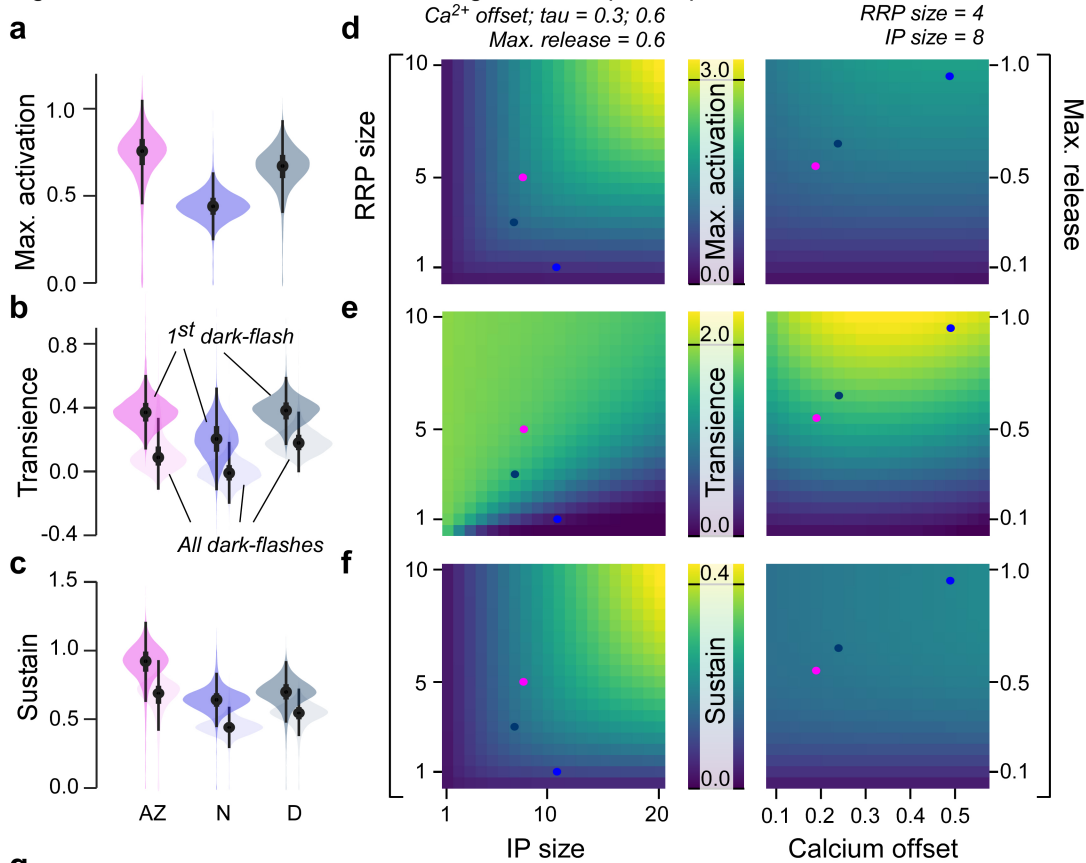 a
Max. activation
1.0
0.5
0.0
b
Transience
0.8
0.4
0.0
-0.4
1st dark-flash
All dark-flashes
c
Sustain
1.5
1.0
0.5
0.0
AZ N D
d
Ca2+ offset; tau = 0.3; 0.6
Max. release = 0.6
RRP size = 4
IP size = 8
RRP size
10
5
1
3.0
Max. activation
0.0
1.0
0.5
0.1
Max. release
e
10
5
1
2.0
Transience
0.0
1.0
0.5
0.1
f
10
5
1
0.4
Sustain
0.0
1.0
0.5
0.1
1 10 20
IP size
0.1 0.2 0.3 0.4 0.5
Calcium offset